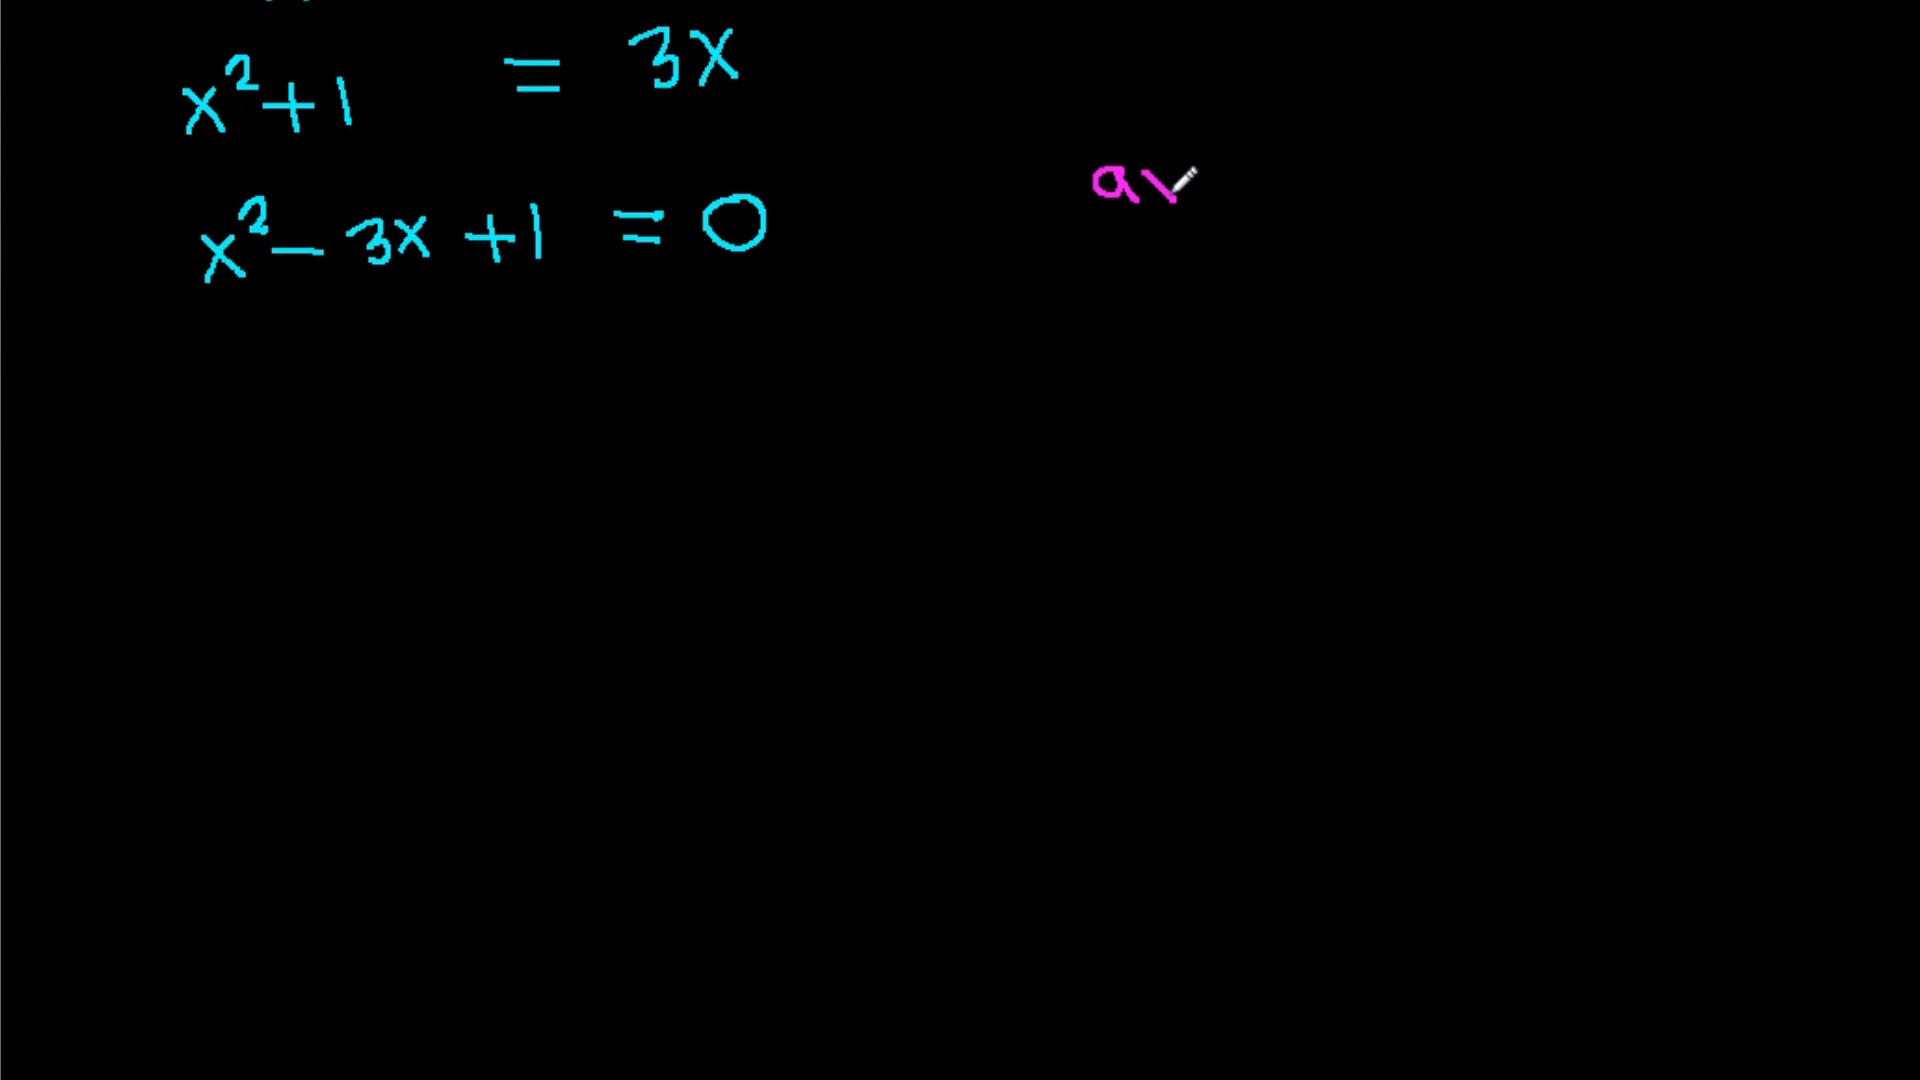 x²+1 = 3x
x² - 3x +1 = 0
a